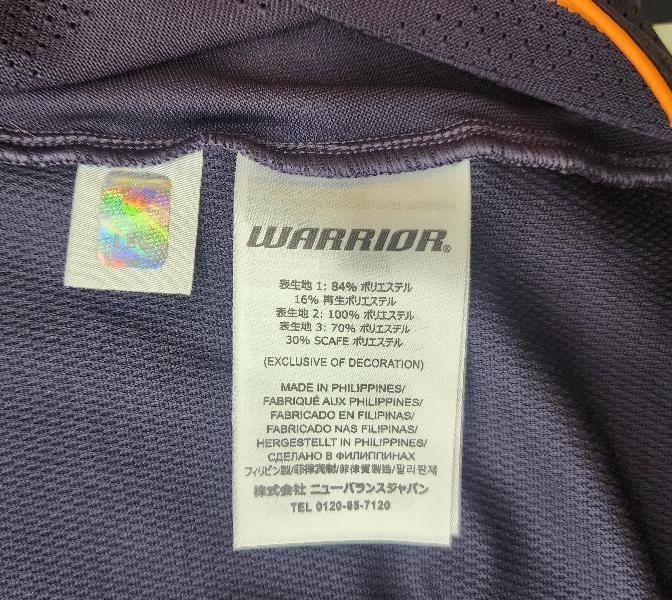 WARRIOR®
表生地 1: 84% ポリエステル
16% 再生ポリエステル
表生地 2: 100% ポリエステル
表生地 3: 70% ポリエステル
30% SCAFE ポリエステル
(EXCLUSIVE OF DECORATION)
MADE IN PHILIPPINES/
FABRIQUÉ AUX PHILIPPINES/
FABRICADO EN FILIPINAS/
FABRICADO NAS FILIPINAS/
HERGESTELLT IN PHILIPPINES/
СДЕЛАНО В ФИЛИППИНАХ
フィリピン製/菲律宾制/菲律賓製造/필리핀제
株式会社 ニューバランスジャパン
TEL 0120-85-7120